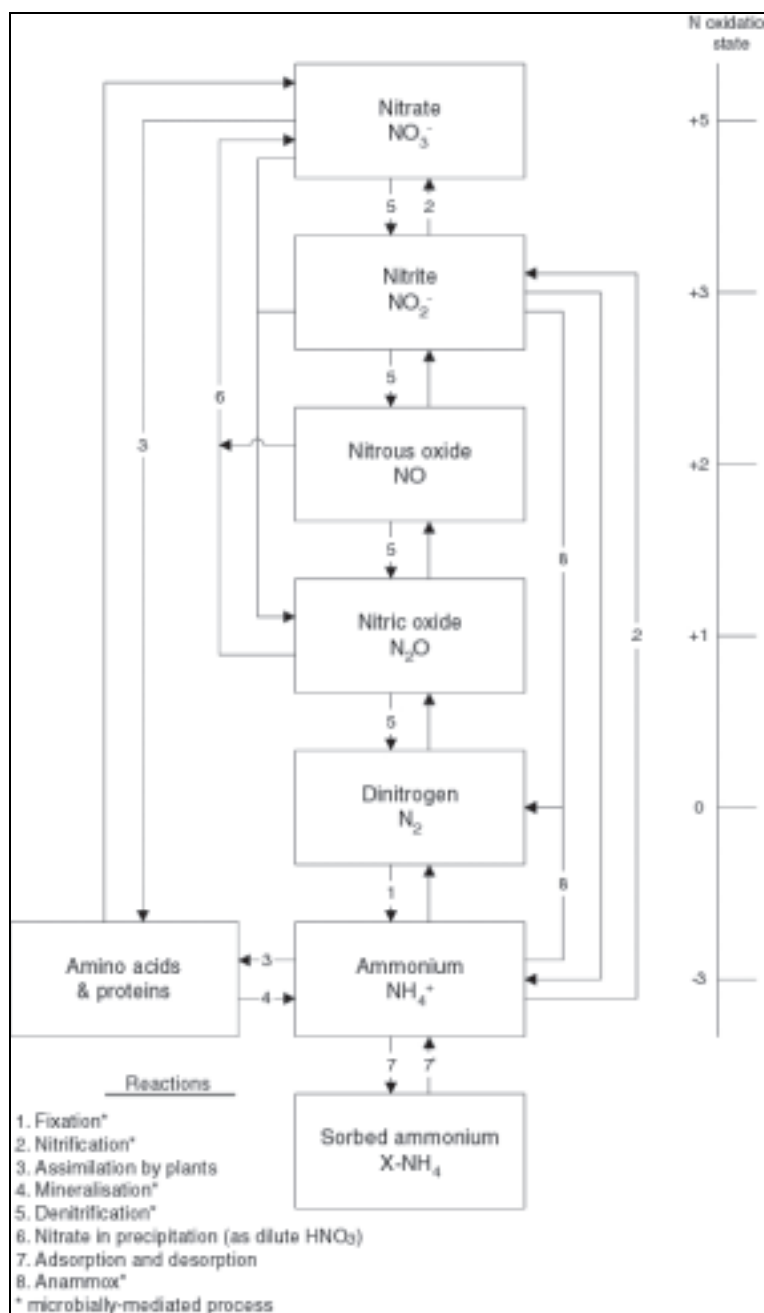 N oxidatio
state
Nitrate
NO₃⁻
+5
5
2
Nitrite
NO₂⁻
+3
5
6
3
Nitrous oxide
NO
+2
8
5
2
Nitric oxide
N₂O
+1
5
Dinitrogen
N₂
0
1
8
Amino acids
& proteins
3
4
Ammonium
NH₄⁺
-3
7
7
Reactions
Sorbed ammonium
X-NH₄
1. Fixation*
2. Nitrification*
3. Assimilation by plants
4. Mineralisation*
5. Denitrification*
6. Nitrate in precipitation (as dilute HNO₃)
7. Adsorption and desorption
8. Anammox*
* microbially-mediated process